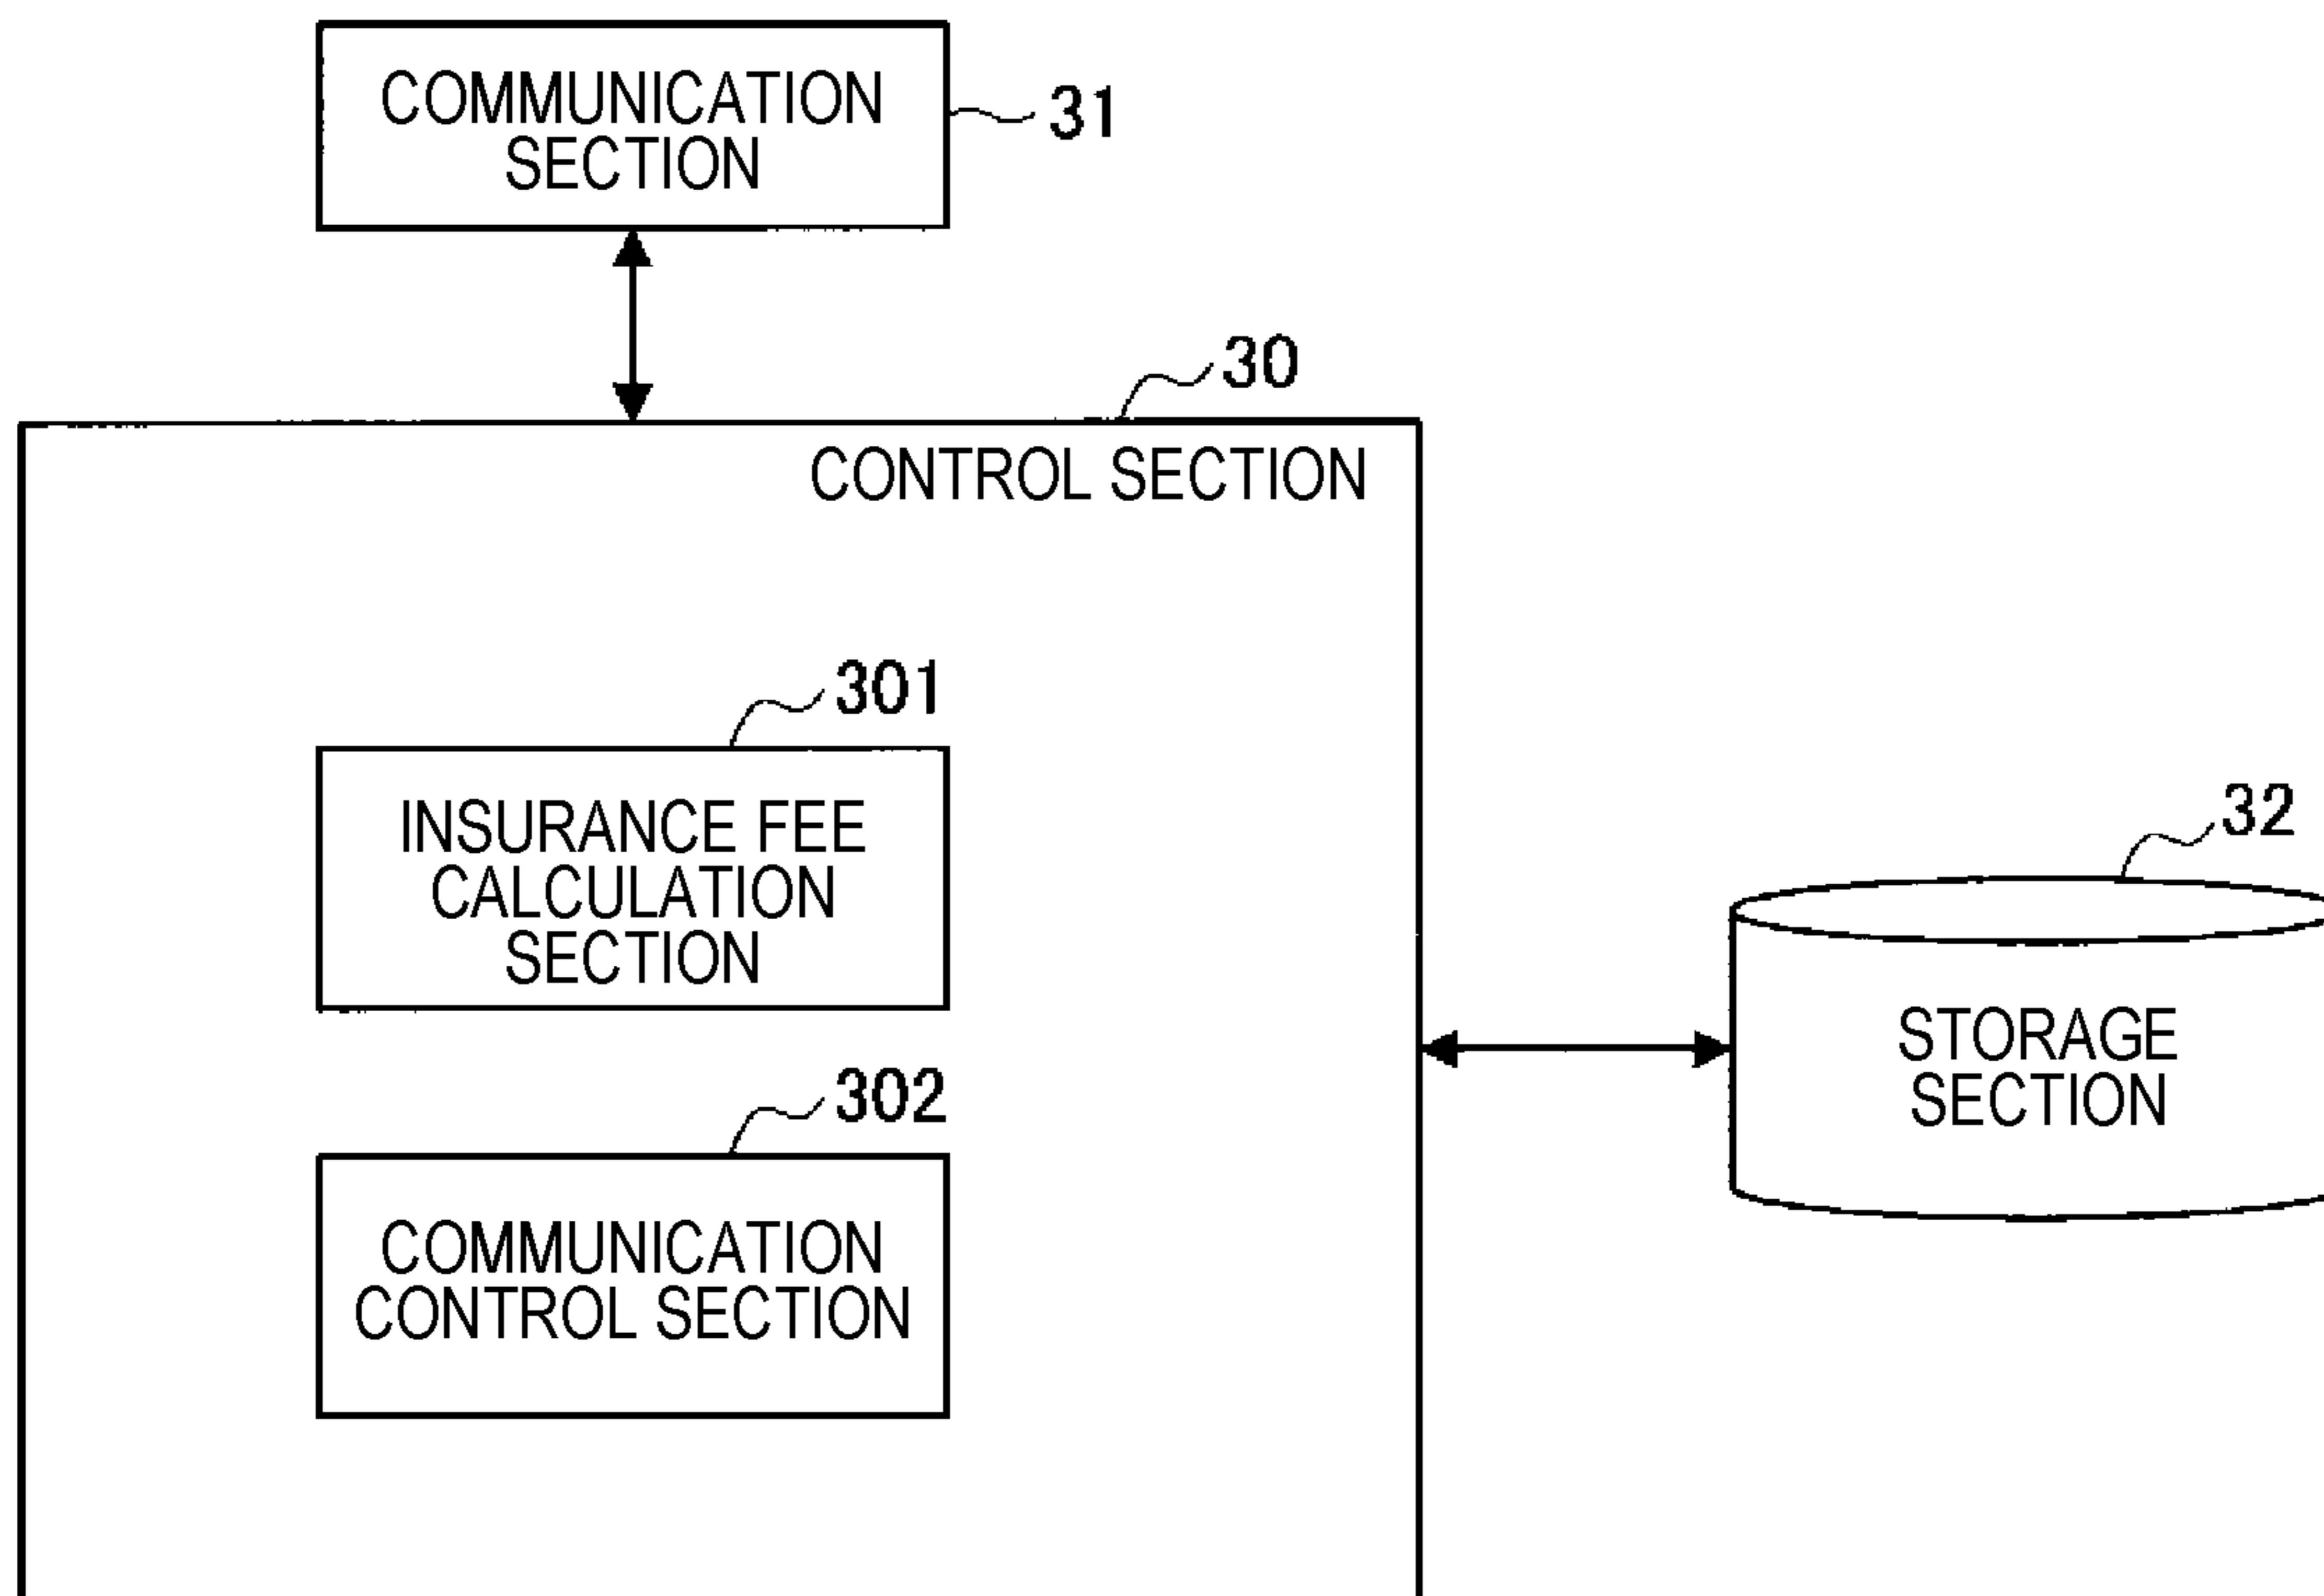 COMMUNICATION
SECTION
31
30
CONTROL SECTION
301
INSURANCE FEE
CALCULATION
SECTION
32
STORAGE
SECTION
302
COMMUNICATION
CONTROL SECTION